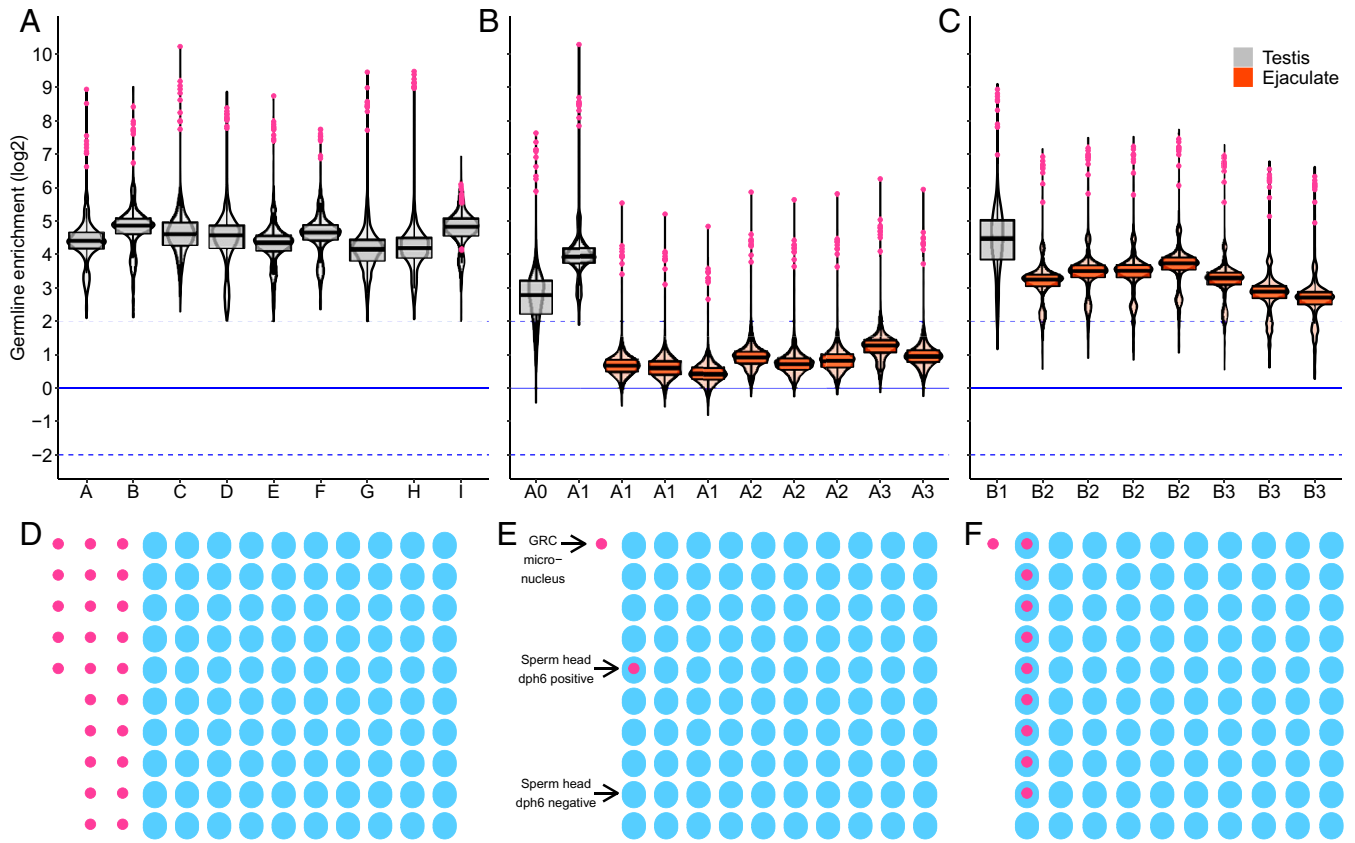 A
B
C
Germline enrichment (log2)
10
9
8
7
6
5
4
3
2
1
0
−1
−2
Testis
Ejaculate
A B C D E F G H I
A0 A1 A1 A1 A1 A2 A2 A2 A3 A3
B1 B2 B2 B2 B2 B3 B3 B3
D
E
F
GRC
micro−
nucleus
Sperm head
dph6 positive
Sperm head
dph6 negative